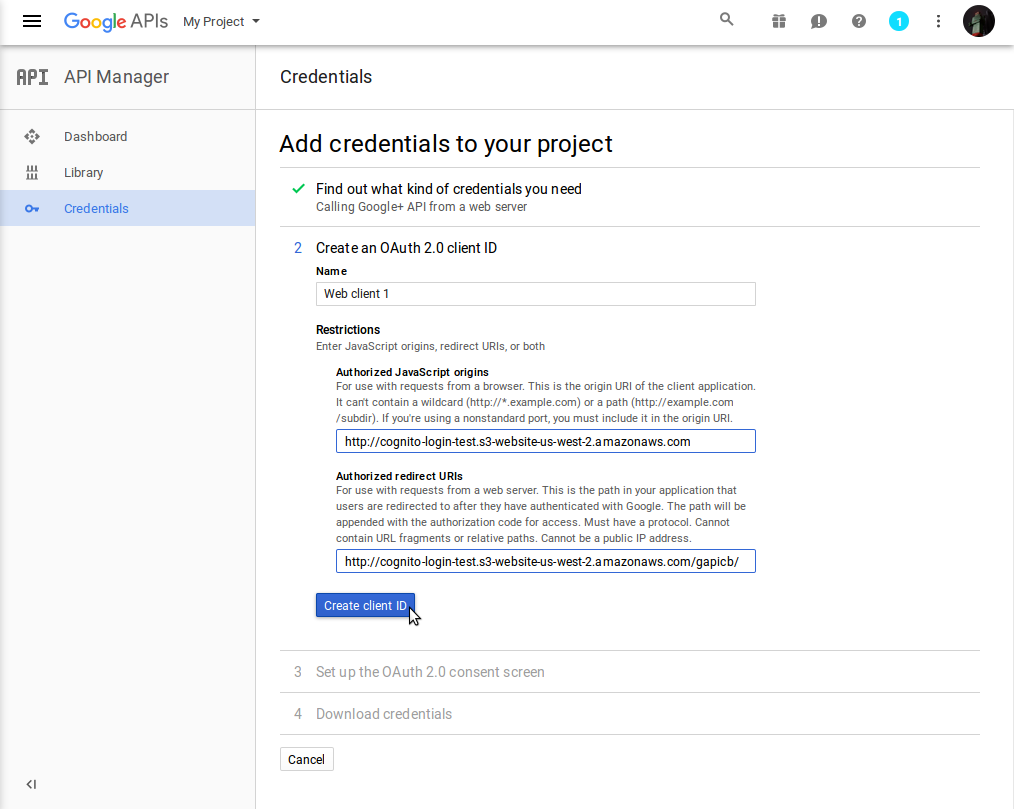 Google APIs My Project
1
API API Manager
Credentials
Dashboard
Library
Credentials
Add credentials to your project
Find out what kind of credentials you need
Calling Google+ API from a web server
2 Create an OAuth 2.0 client ID
Name
Web client 1
Restrictions
Enter JavaScript origins, redirect URIs, or both
Authorized JavaScript origins
For use with requests from a browser. This is the origin URI of the client application.
It can't contain a wildcard (http://*.example.com) or a path (http://example.com
/subdir). If you're using a nonstandard port, you must include it in the origin URI.
http://cognito-login-test.s3-website-us-west-2.amazonaws.com
Authorized redirect URIs
For use with requests from a web server. This is the path in your application that
users are redirected to after they have authenticated with Google. The path will be
appended with the authorization code for access. Must have a protocol. Cannot
contain URL fragments or relative paths. Cannot be a public IP address.
http://cognito-login-test.s3-website-us-west-2.amazonaws.com/gapicb/
Create client ID
3 Set up the OAuth 2.0 consent screen
4 Download credentials
Cancel